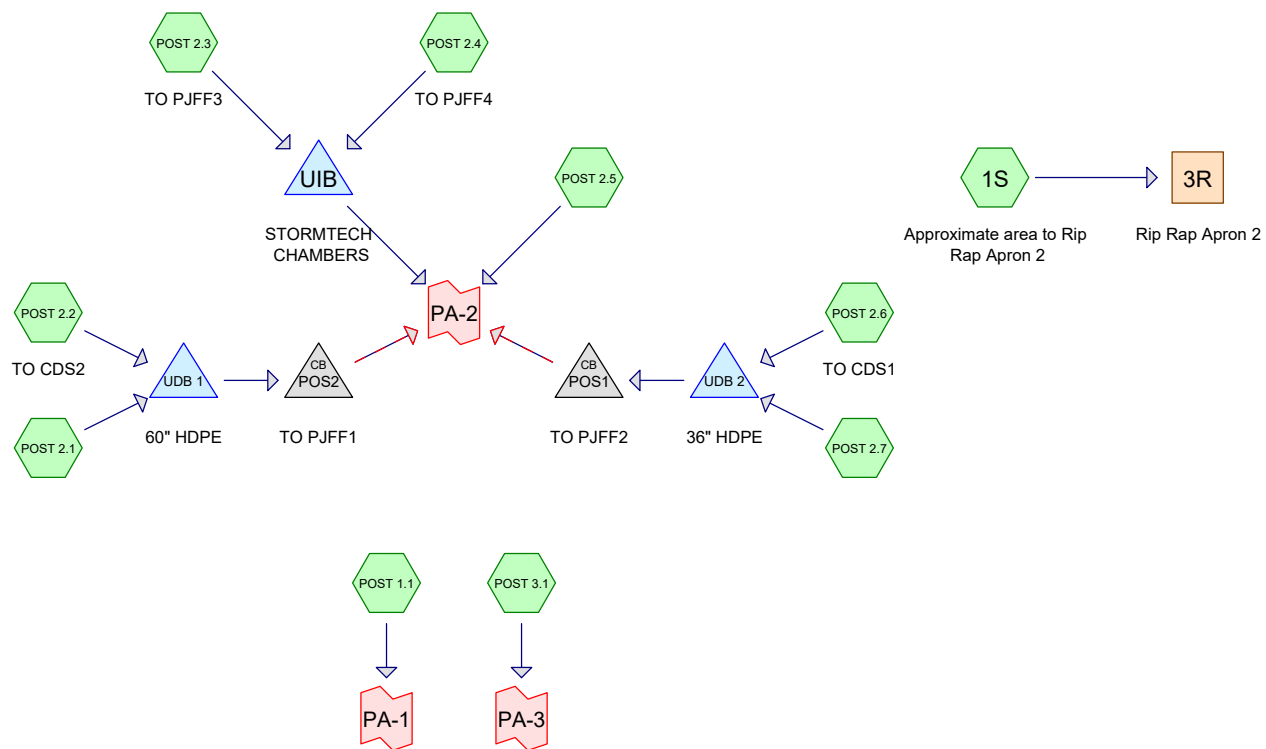 POST 2.3
POST 2.4
TO PJFF3
TO PJFF4
UIB
POST 2.5
1S
3R
STORMTECH
CHAMBERS
Approximate area to Rip
Rap Apron 2
Rip Rap Apron 2
POST 2.2
PA-2
POST 2.6
TO CDS2
TO CDS1
UDB 1
CB
POS2
CB
POS1
UDB 2
POST 2.1
60" HDPE
TO PJFF1
TO PJFF2
36" HDPE
POST 2.7
POST 1.1
POST 3.1
PA-1
PA-3